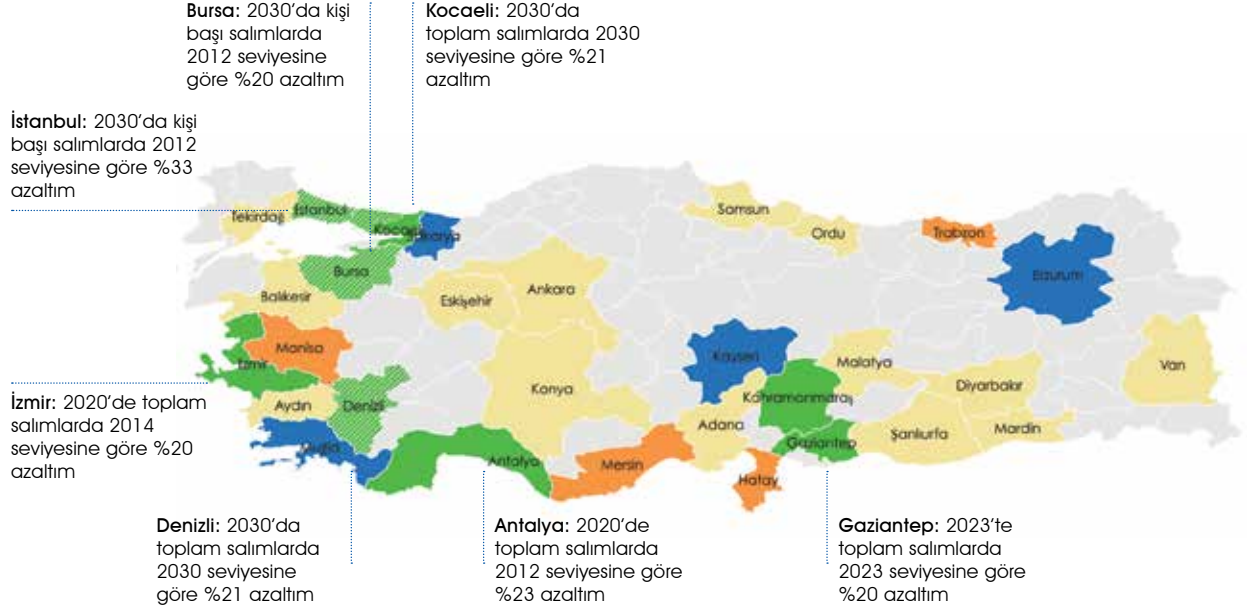 Bursa: 2030'da kişi
başı salımlarda
2012 seviyesine
göre %20 azaltım
Kocaeli: 2030'da
toplam salımlarda 2030
seviyesine göre %21
azaltım
İstanbul: 2030'da kişi
başı salımlarda 2012
seviyesine göre %33
azaltım
Tekirdağ
İstanbul
Kocaeli
Sakarya
Bursa
Balıkesir
Eskişehir
Ankara
Samsun
Ordu
Trabzon
Erzurum
Manisa
İzmir
Aydın
Denizli
Muğla
Konya
Antalya
Mersin
Kayseri
Adana
Hatay
Kahramanmaraş
Gaziantep
Malatya
Şanlıurfa
Diyarbakır
Mardin
Van
İzmir: 2020'de toplam
salımlarda 2014
seviyesine göre %20
azaltım
Denizli: 2030'da
toplam salımlarda
2030 seviyesine
göre %21 azaltım
Antalya: 2020'de
toplam salımlarda
2012 seviyesine göre
%23 azaltım
Gaziantep: 2023'te
toplam salımlarda
2023 seviyesine göre
%20 azaltım